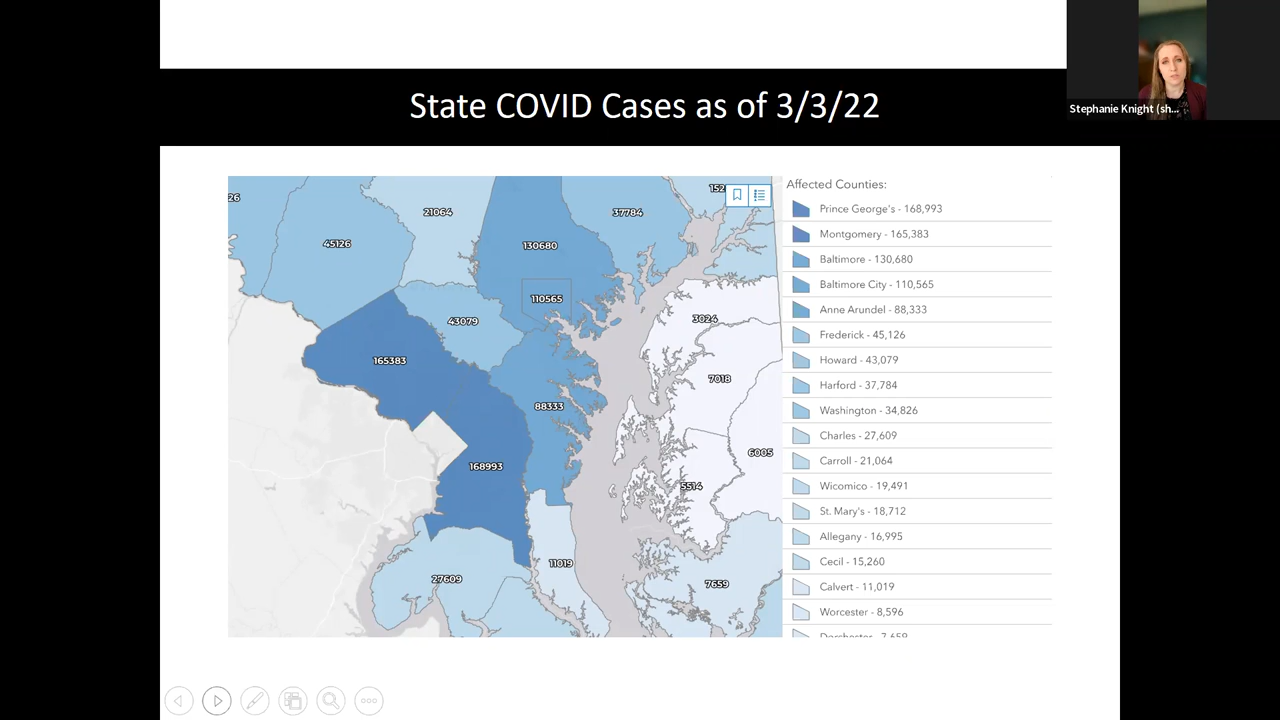 Stephanie Knight (sh...
State COVID Cases as of 3/3/22
26
21064
37784
152
45126
130680
110565
43079
3024
165383
7018
88333
168993
6005
5514
11019
27609
7659
Affected Counties:
Prince George's - 168,993
Montgomery - 165,383
Baltimore - 130,680
Baltimore City - 110,565
Anne Arundel - 88,333
Frederick - 45,126
Howard - 43,079
Harford - 37,784
Washington - 34,826
Charles - 27,609
Carroll - 21,064
Wicomico - 19,491
St. Mary's - 18,712
Allegany - 16,995
Cecil - 15,260
Calvert - 11,019
Worcester - 8,596
Dorchester - 7,659